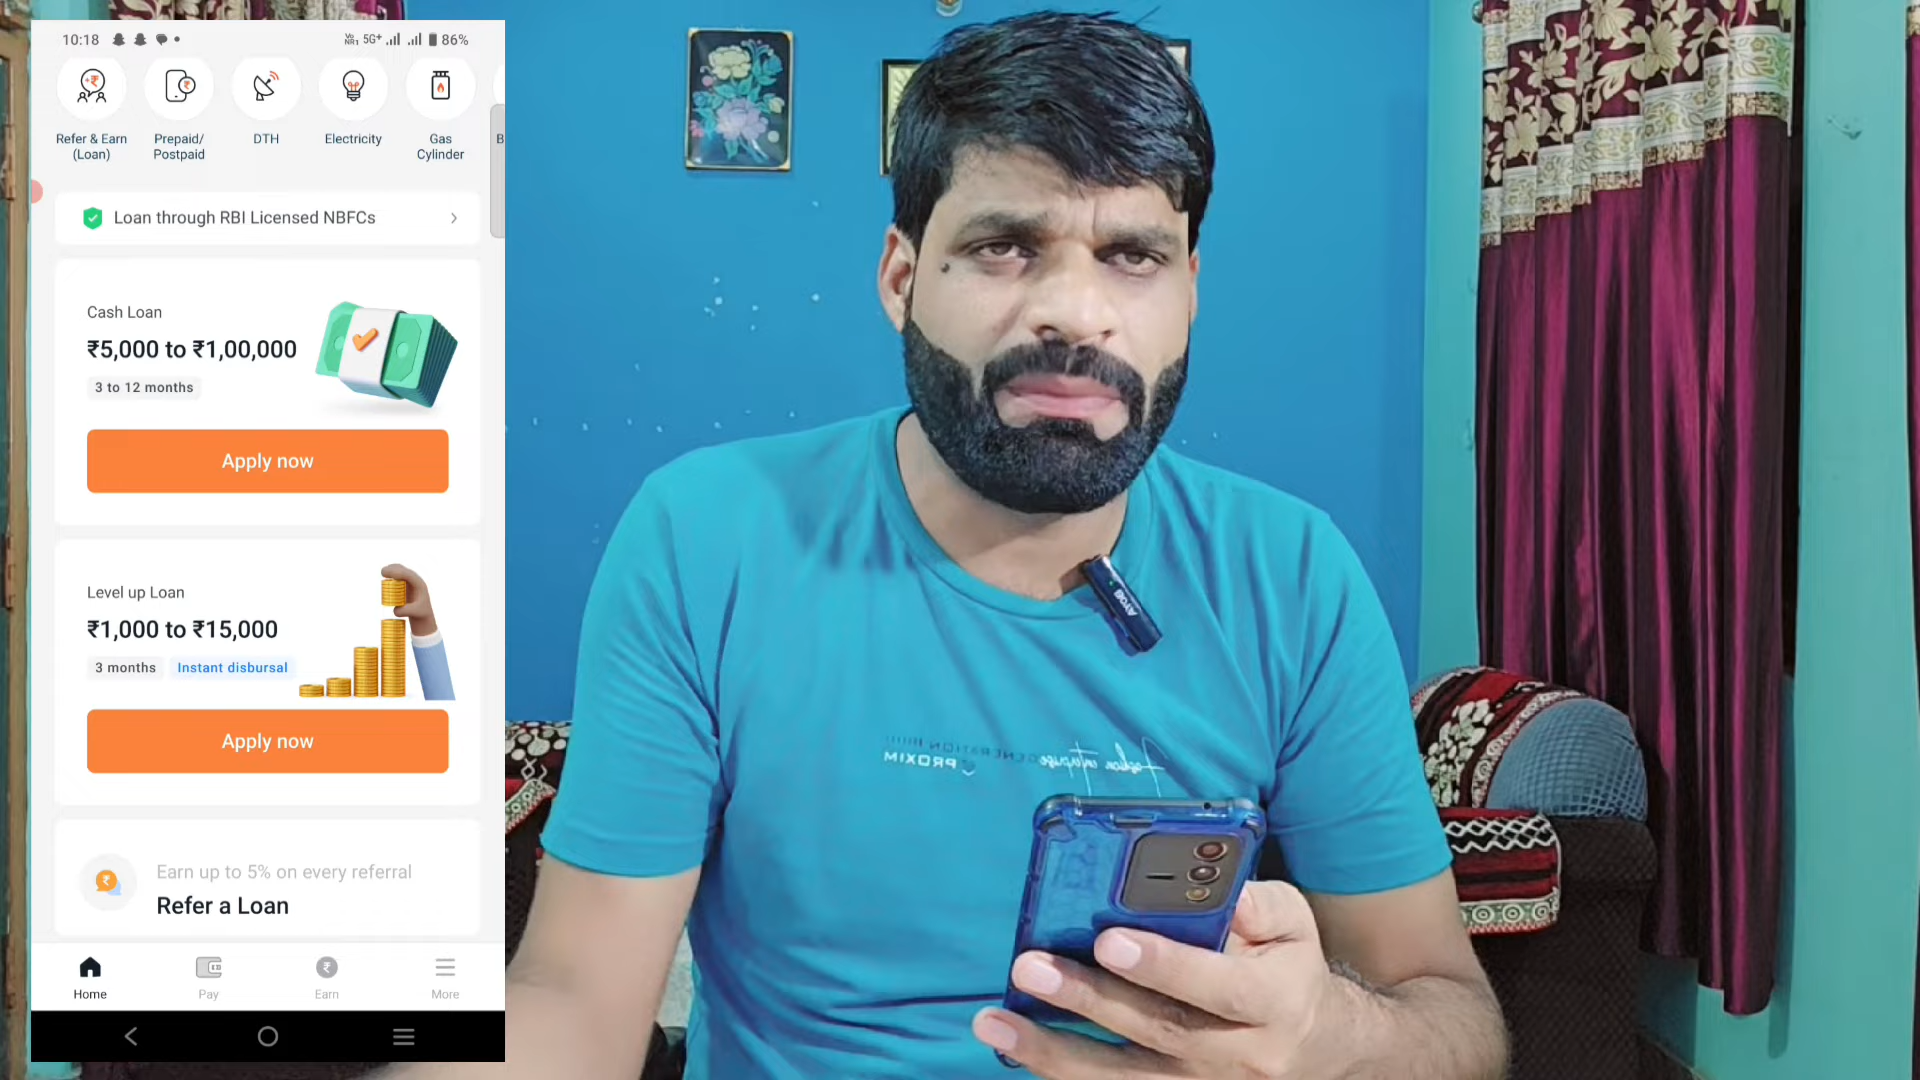 10:18
5G+
86%
Refer & Earn
(Loan)
Prepaid/
Postpaid
DTH
Electricity
Gas
Cylinder
B
Loan through RBI Licensed NBFCs
Cash Loan
₹5,000 to ₹1,00,000
3 to 12 months
Apply now
Level up Loan
₹1,000 to ₹15,000
3 months
Instant disbursal
Apply now
Earn up to 5% on every referral
Refer a Loan
Home
Pay
Earn
More
PROXIM